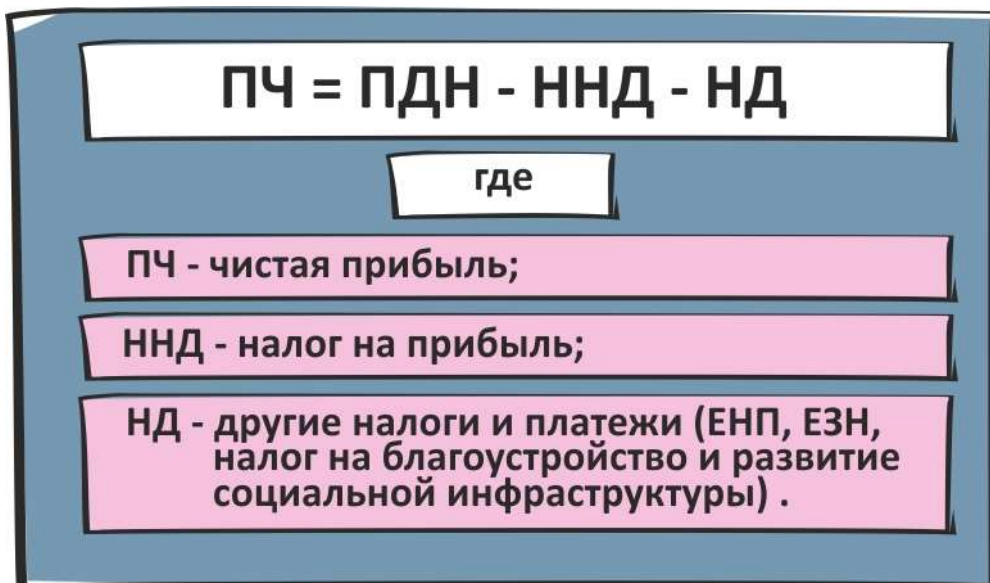 ПЧ = ПДН - ННД - НД
где
ПЧ - чистая прибыль;
ННД - налог на прибыль;
НД - другие налоги и платежи (ЕНП, ЕЗН,
налог на благоустройство и развитие
социальной инфраструктуры) .